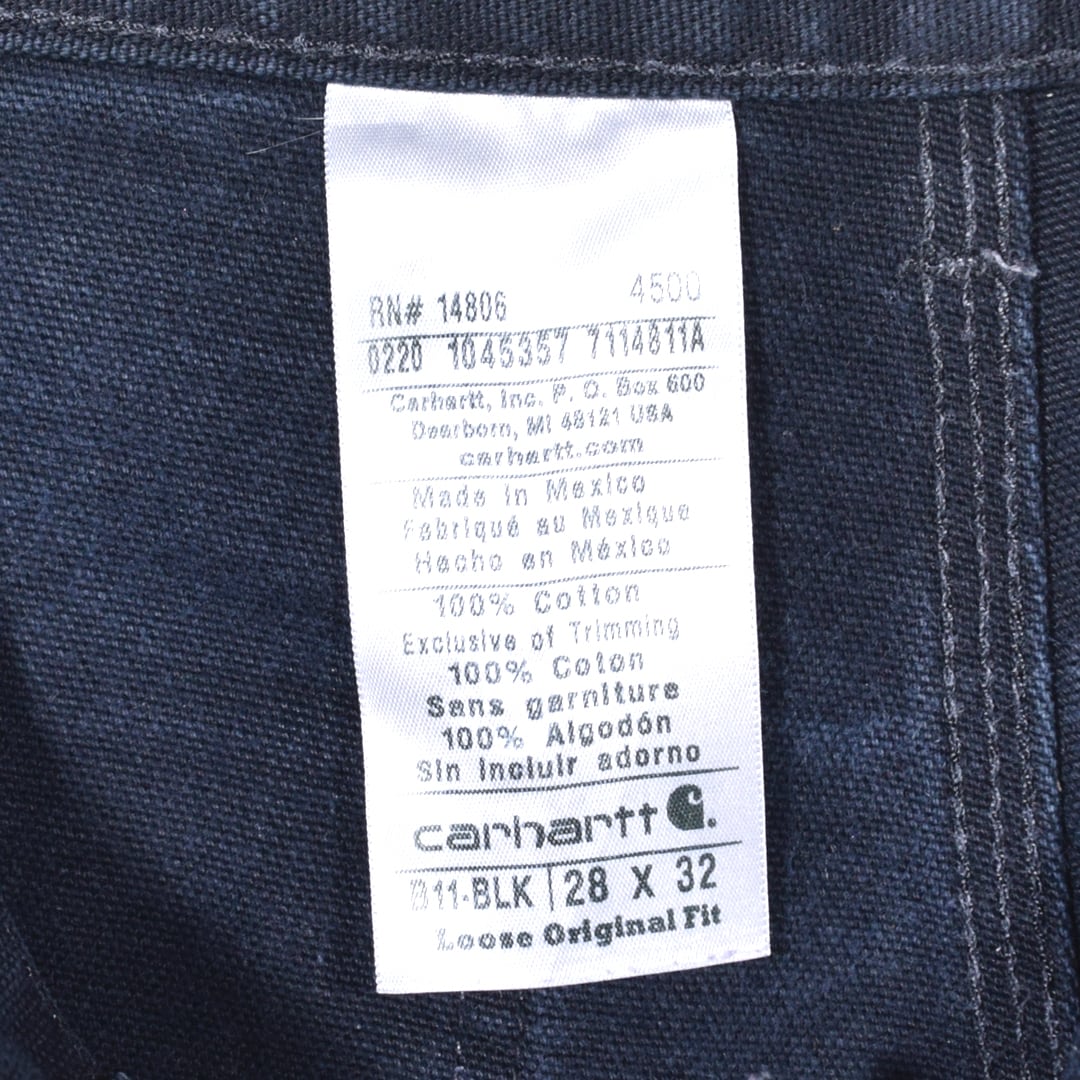 RN# 14806 4500
0220 1045357 7114811A
Carhartt, Inc. P. O. Box 600
Dearborn, MI 48121 USA
carhartt.com
Made in Mexico
Fabriqué au Mexique
Hecho en México
100% Cotton
Exclusive of Trimming
100% Coton
Sans garniture
100% Algodón
Sin incluir adorno
carhartt
B11-BLK 28 X 32
Loose Original Fit